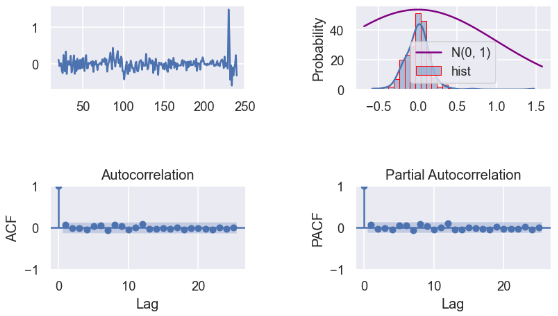 1
0
50
100
150
200
250
Probability
40
20
0
N(0, 1)
hist
−0.5
0.0
0.5
1.0
1.5
Autocorrelation
ACF
1
0
−1
0
20
Lag
Partial Autocorrelation
PACF
1
0
−1
0
20
Lag